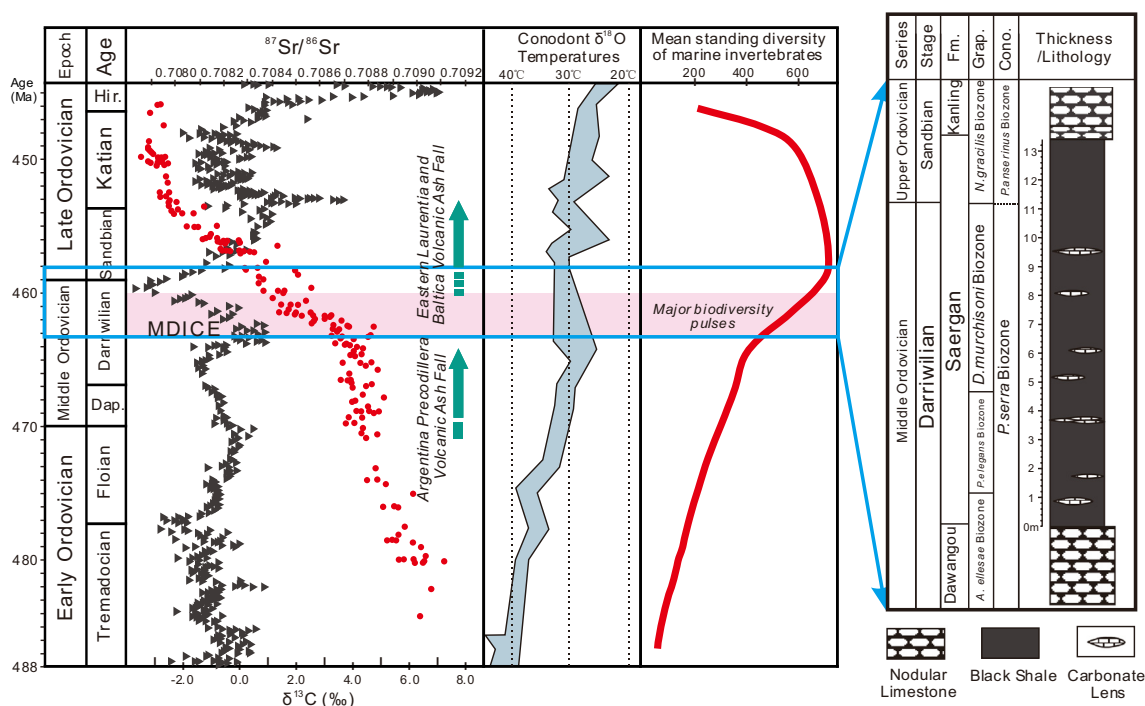 Epoch
Age
⁸⁷Sr/⁸⁶Sr
0.7080 0.7082 0.7084 0.7086 0.7088 0.7090 0.7092
Conodont δ¹⁸O
Temperatures
40℃ 30℃ 20℃
Mean standing diversity
of marine invertebrates
200 400 600
Age
(Ma)
450
460
470
480
488
Late Ordovician
Middle Ordovician
Early Ordovician
Hir.
Katian
Sandbian
Darriwilian
Dap.
Floian
Tremadocian
MDICE
Eastern Laurentia and
Baltica Volcanic Ash Fall
Argentina Precodillera
Volcanic Ash Fall
Major biodiversity
pulses
-2.0 0.0 2.0 4.0 6.0 8.0
δ¹³C (‰)
Series
Stage
Fm.
Grap.
Cono.
Thickness
/Lithology
Upper Ordovician
Middle Ordovician
Sandbian
Darriwilian
Kanling
Saergan
Dawangou
N.gracilis Biozone
D.murchisoni Biozone
P.elegans Biozone
A. ellesae Biozone
P.anserinus Biozone
P.serra Biozone
13
12
11
10
9
8
7
6
5
4
3
2
1
0m
Nodular
Limestone
Black Shale
Carbonate
Lens